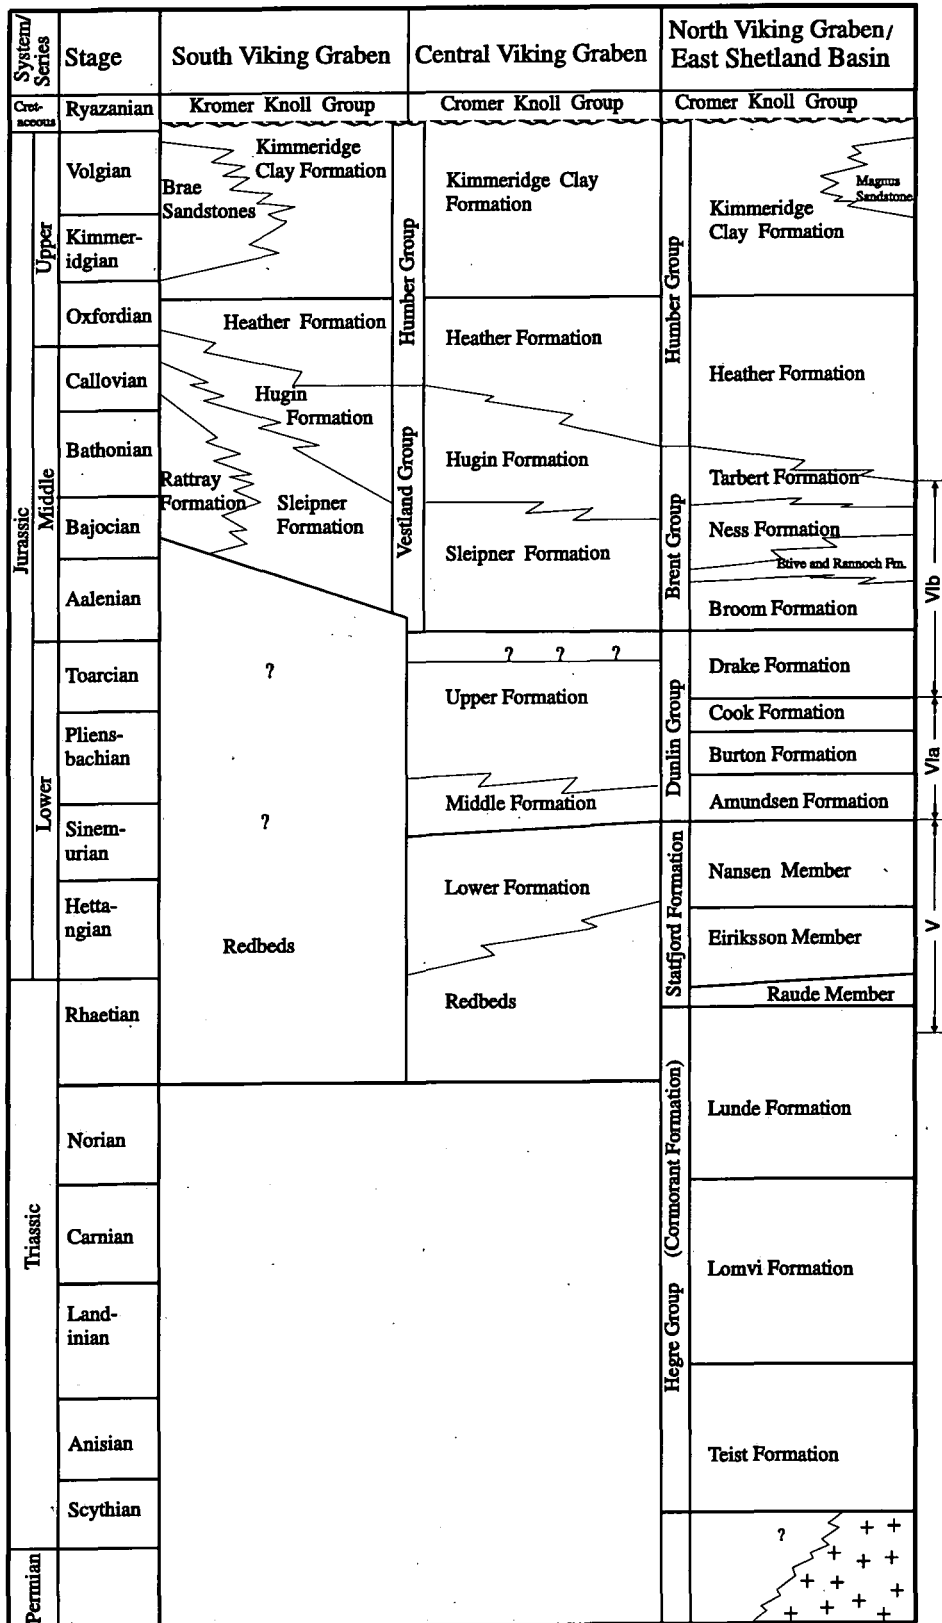 System/
Series
Stage
South Viking Graben
Central Viking Graben
North Viking Graben/
East Shetland Basin
Cret-
aceous
Ryazanian
Kromer Knoll Group
Cromer Knoll Group
Cromer Knoll Group
Jurassic
Upper
Middle
Lower
Triassic
Permian
Volgian
Kimmer-
idgian
Oxfordian
Callovian
Bathonian
Bajocian
Aalenian
Toarcian
Pliens-
bachian
Sinem-
urian
Hetta-
ngian
Rhaetian
Norian
Carnian
Land-
inian
Anisian
Scythian
Kimmeridge
Clay Formation
Brae
Sandstones
Heather Formation
Hugin
Formation
Rattray
Formation
Sleipner
Formation
?
?
Redbeds
Humber Group
Vestland Group
Kimmeridge Clay
Formation
Heather Formation
Hugin Formation
Sleipner Formation
? ? ?
Upper Formation
Middle Formation
Lower Formation
Redbeds
Humber Group
Brent Group
Dunlin Group
Statfjord Formation
Hegre Group (Cormorant Formation)
Magnus
Sandstone
Kimmeridge
Clay Formation
Heather Formation
Tarbert Formation
Ness Formation
Etive and Rannoch Fm.
Broom Formation
Drake Formation
Cook Formation
Burton Formation
Amundsen Formation
Nansen Member
Eiriksson Member
Raude Member
Lunde Formation
Lomvi Formation
Teist Formation
?
VIb
VIa
V